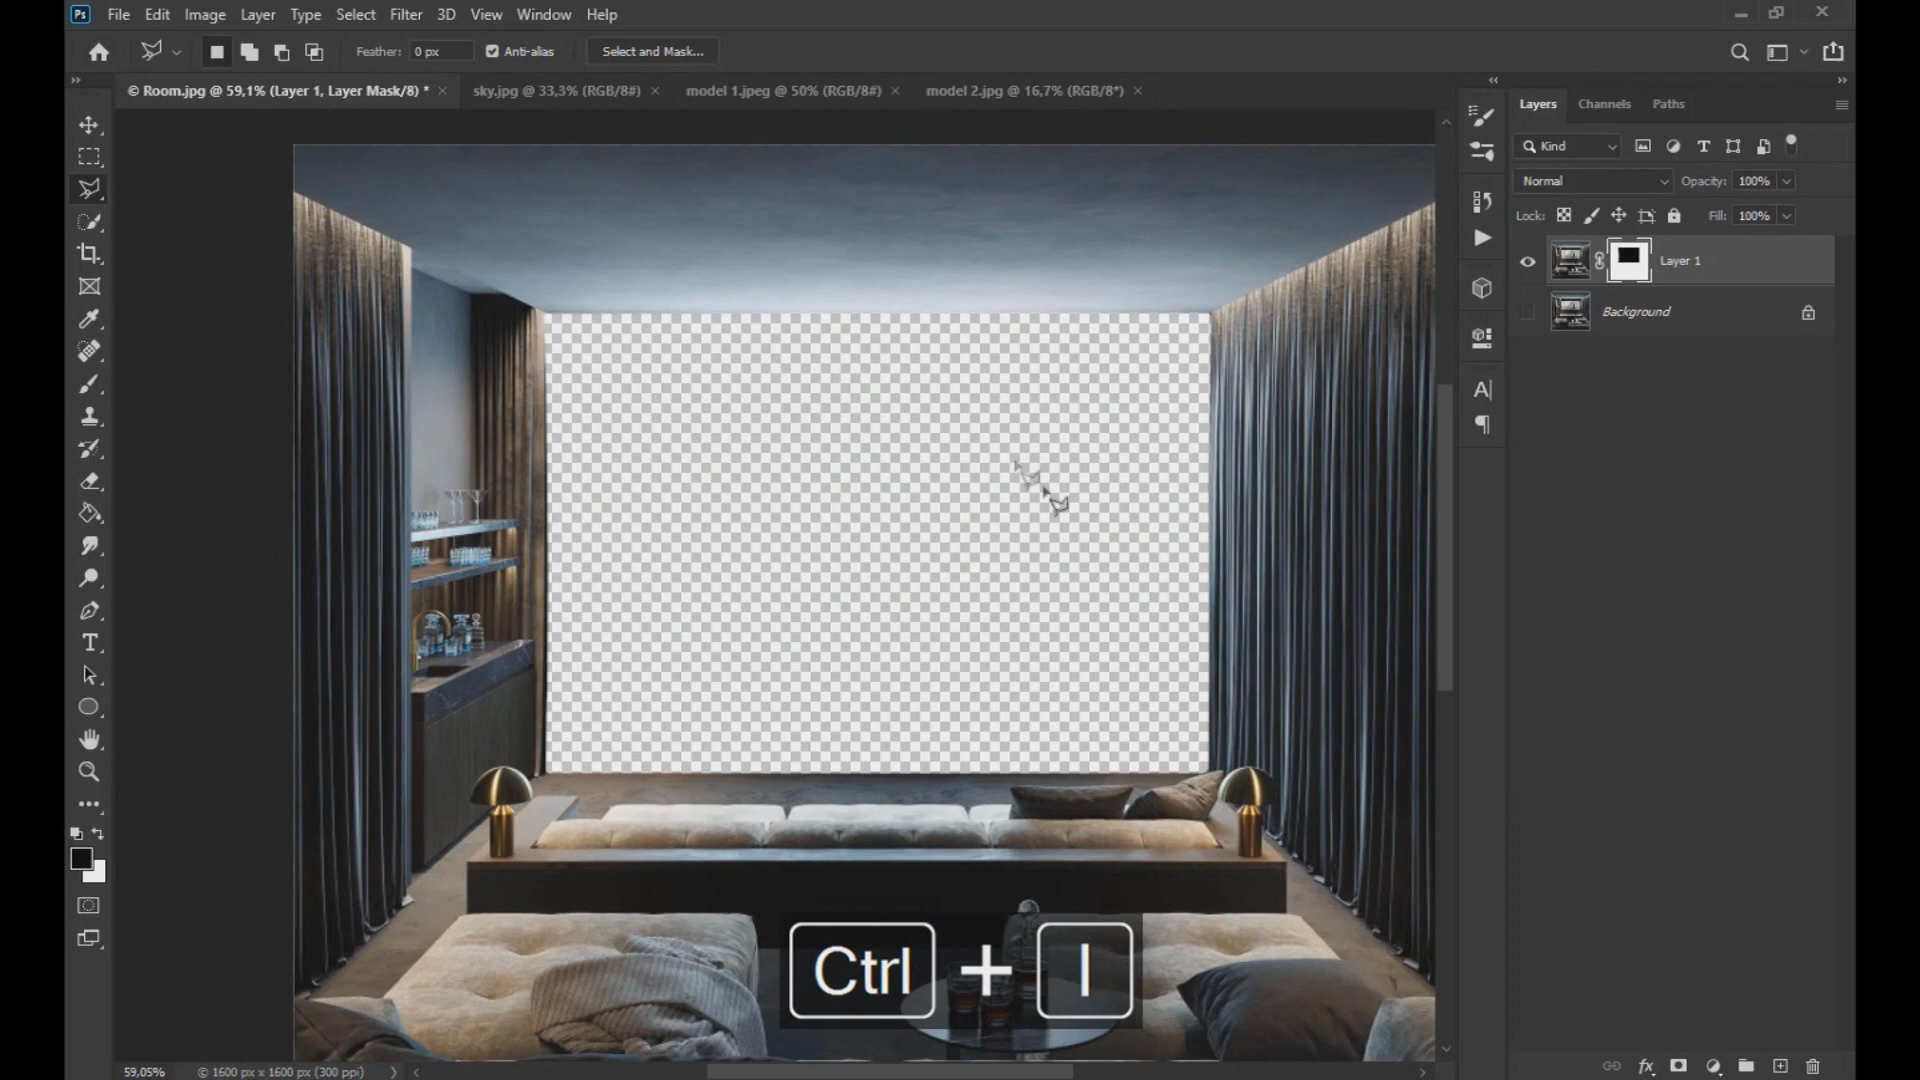 Ps File Edit Image Layer Type Select Filter 3D View Window Help
Feather: 0 px Anti-alias Select and Mask...
© Room.jpg @ 59,1% (Layer 1, Layer Mask/8) * × sky.jpg @ 33,3% (RGB/8#) × model 1.jpeg @ 50% (RGB/8#) × model 2.jpg @ 16,7% (RGB/8*) ×
Layers Channels Paths
Kind
Normal Opacity: 100%
Lock: Fill: 100%
Layer 1
Background
Ctrl + I
59,05% © 1600 px x 1600 px (300 ppi)